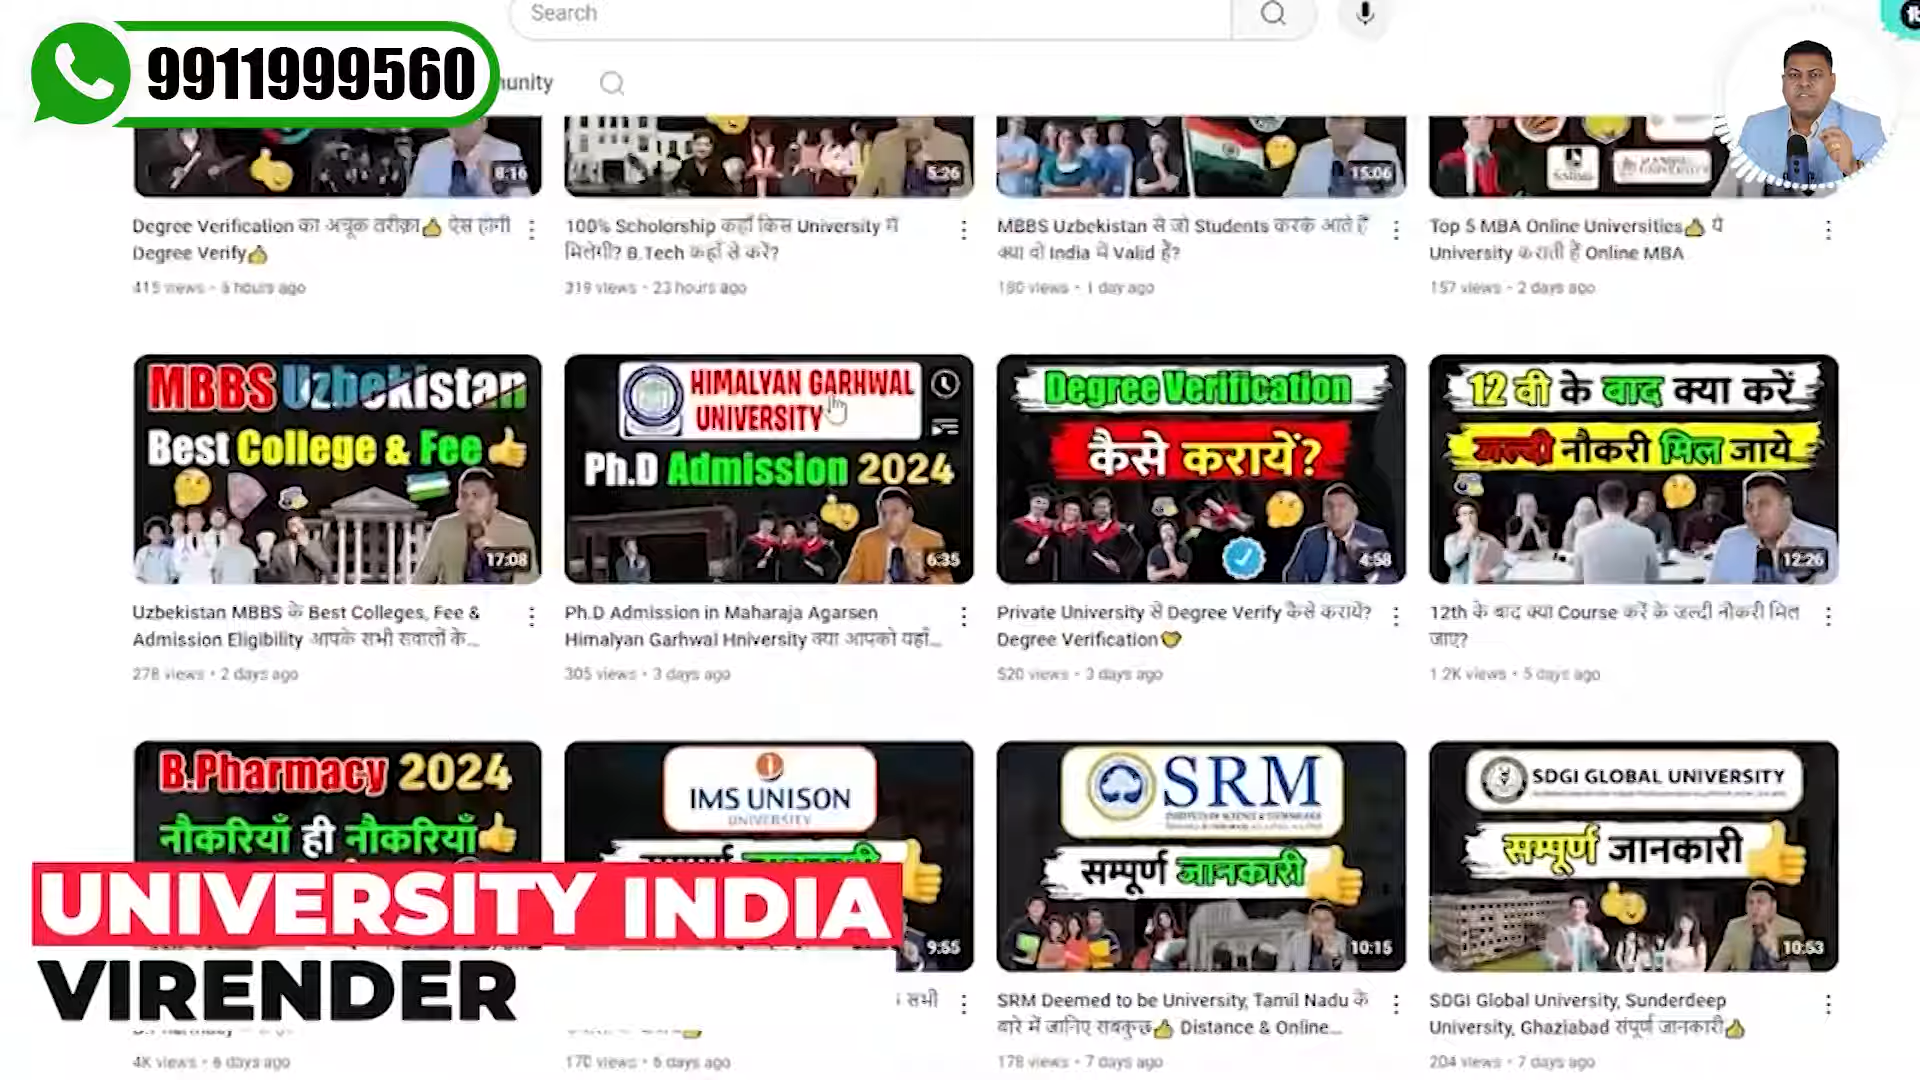 Search
9911999560
nunity
8:16
5:26
15:06
Degree Verification का अचूक तरीक़ा👍 ऐसे होगी
Degree Verify👍
415 views • 6 hours ago
100% Scholorship कहाँ किस University में
मिलेगी? B.Tech कहाँ से करें?
319 views • 23 hours ago
MBBS Uzbekistan से जो Students करके आते हैं
क्या वो India में Valid हैं?
180 views • 1 day ago
Top 5 MBA Online Universities👍 ये
University कराती हैं Online MBA
157 views • 2 days ago
MBBS Uzbekistan
Best College & Fee
17:08
HIMALYAN GARHWAL
UNIVERSITY
Ph.D Admission 2024
6:35
Degree Verification
कैसे करायें?
4:58
12 वी के बाद क्या करें
जल्दी नौकरी मिल जाये
12:26
Uzbekistan MBBS के Best Colleges, Fee &
Admission Eligibility आपके सभी सवालों के...
278 views • 2 days ago
Ph.D Admission in Maharaja Agarsen
Himalyan Garhwal Hniversity क्या आपको यहाँ...
305 views • 3 days ago
Private University से Degree Verify कैसे करायें?
Degree Verification
520 views • 3 days ago
12th के बाद क्या Course करें के जल्दी नौकरी मिल
जाए?
1.2K views • 5 days ago
B.Pharmacy 2024
नौकरियाँ ही नौकरियाँ
IMS UNISON
UNIVERSITY
9:55
SRM
सम्पूर्ण जानकारी
10:15
SDGI GLOBAL UNIVERSITY
सम्पूर्ण जानकारी
10:53
UNIVERSITY INDIA
VIRENDER
4K views • 6 days ago
सभी
170 views • 6 days ago
SRM Deemed to be University, Tamil Nadu के
बारे में जानिए सबकुछ👍 Distance & Online...
178 views • 7 days ago
SDGI Global University, Sunderdeep
University, Ghaziabad संपूर्ण जानकारी👍
204 views • 7 days ago